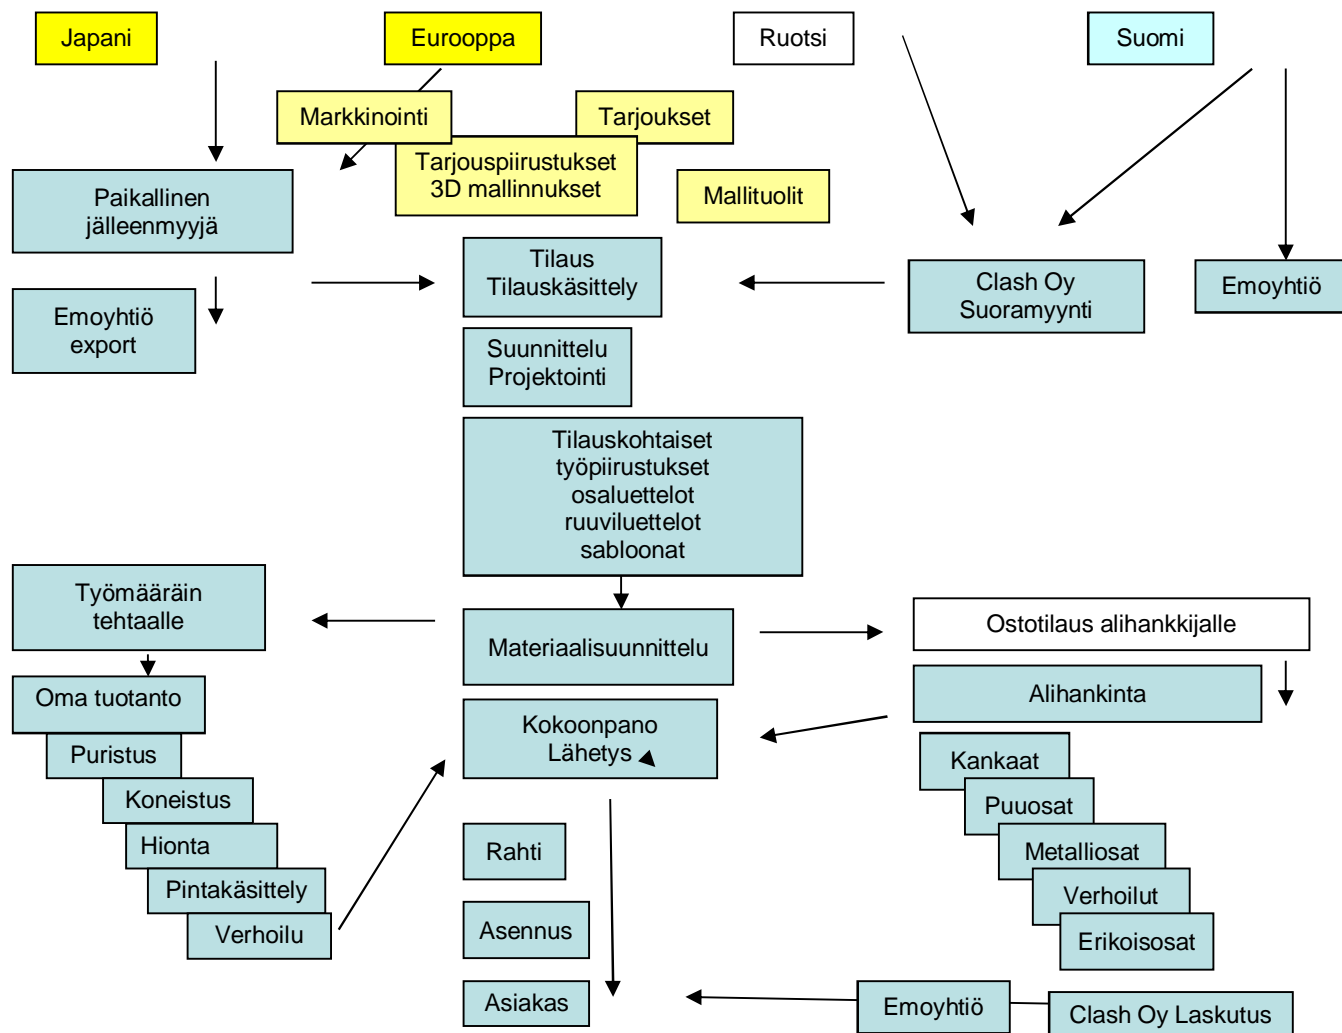 Japani
Eurooppa
Ruotsi
Suomi
Markkinointi
Tarjoukset
Tarjouspiirustukset
3D mallinnukset
Mallituolit
Paikallinen
jälleenmyyjä
Tilaus
Tilauskäsittely
Clash Oy
Suoramyynti
Emoyhtiö
Emoyhtiö
export
Suunnittelu
Projektointi
Tilauskohtaiset
työpiirustukset
osaluettelot
ruuviluettelot
sabloonat
Työmääräin
tehtaalle
Materiaalisuunnittelu
Ostotilaus alihankkijalle
Oma tuotanto
Alihankinta
Kokoonpano
Lähetys
Puristus
Koneistus
Hionta
Pintakäsittely
Verhoilu
Kankaat
Puuosat
Metalliosat
Verhoilut
Erikoisosat
Rahti
Asennus
Asiakas
Emoyhtiö
Clash Oy Laskutus